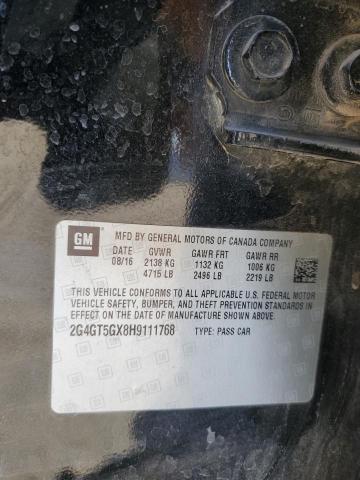 GM
MFD BY GENERAL MOTORS OF CANADA COMPANY
DATE GVWR GAWR FRT GAWR RR
08/16 2138 KG 1132 KG 1006 KG
4715 LB 2496 LB 2219 LB
THIS VEHICLE CONFORMS TO ALL APPLICABLE U.S. FEDERAL MOTOR
VEHICLE SAFETY, BUMPER, AND THEFT PREVENTION STANDARDS IN
EFFECT ON THE DATE OF MANUFACTURE SHOWN ABOVE.
2G4GT5GX8H9111768 TYPE: PASS CAR